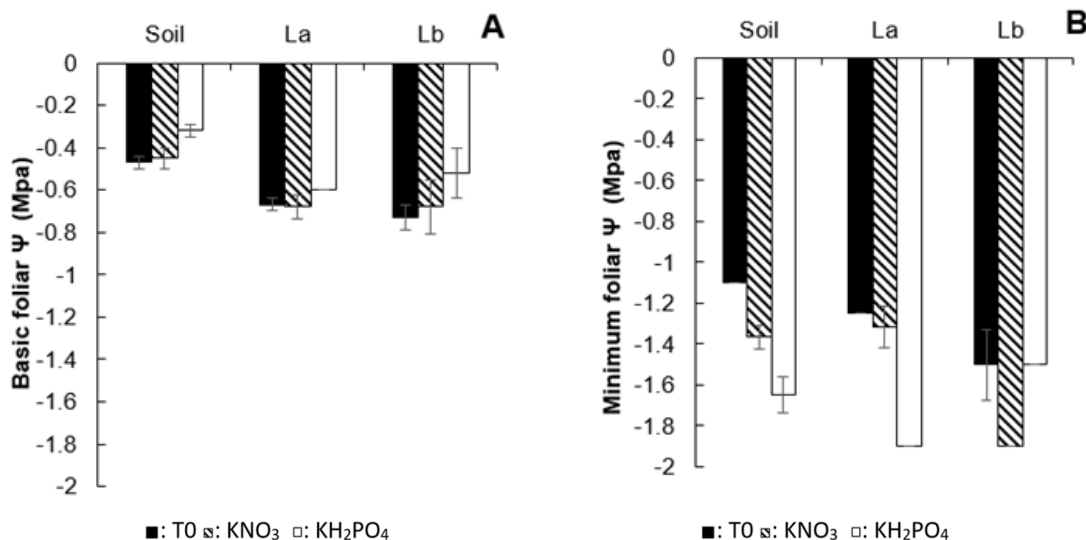 A
Soil La Lb
0
-0.2
-0.4
-0.6
-0.8
-1
-1.2
-1.4
-1.6
-1.8
-2
Basic foliar Ψ (Mpa)
■: T0 ▧: KNO₃ □: KH₂PO₄
B
Soil La Lb
0
-0.2
-0.4
-0.6
-0.8
-1
-1.2
-1.4
-1.6
-1.8
-2
Minimum foliar Ψ (Mpa)
■: T0 ▧: KNO₃ □: KH₂PO₄